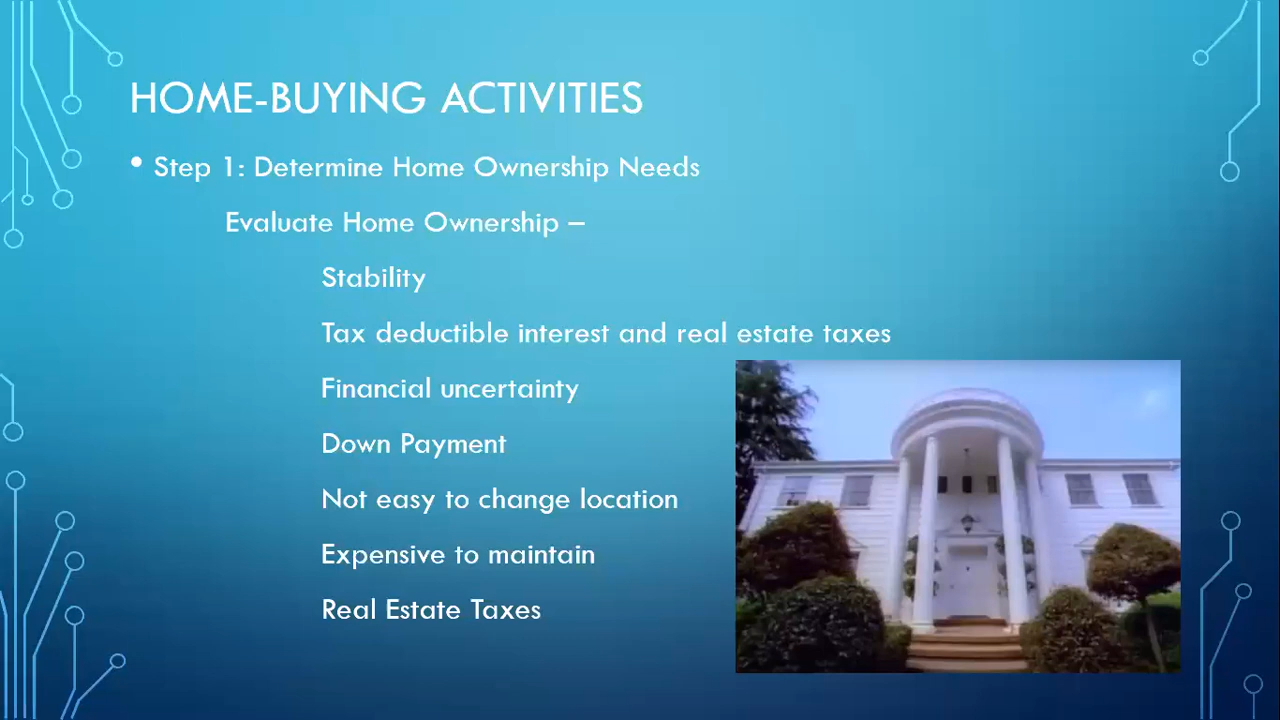 HOME-BUYING ACTIVITIES
• Step 1: Determine Home Ownership Needs
Evaluate Home Ownership –
Stability
Tax deductible interest and real estate taxes
Financial uncertainty
Down Payment
Not easy to change location
Expensive to maintain
Real Estate Taxes